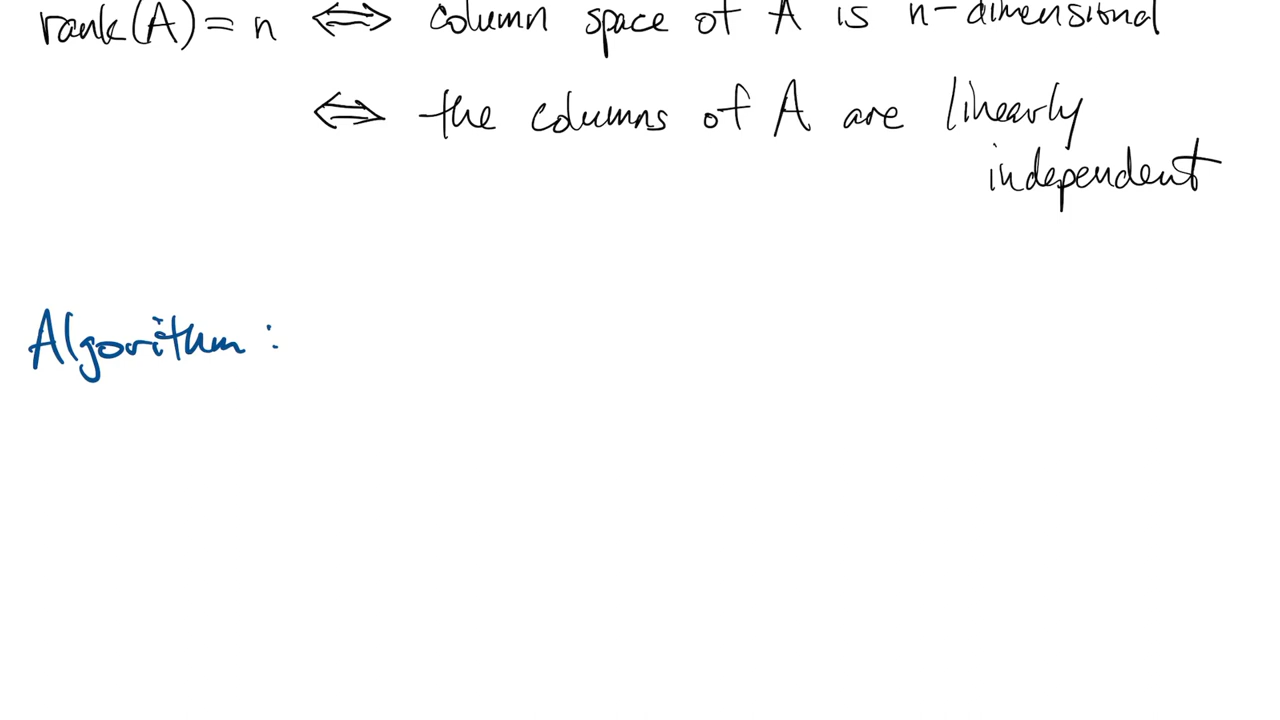 rank(A) = n ⟺ column space of A is n-dimensional
⟺ the columns of A are linearly
independent
Algorithm: